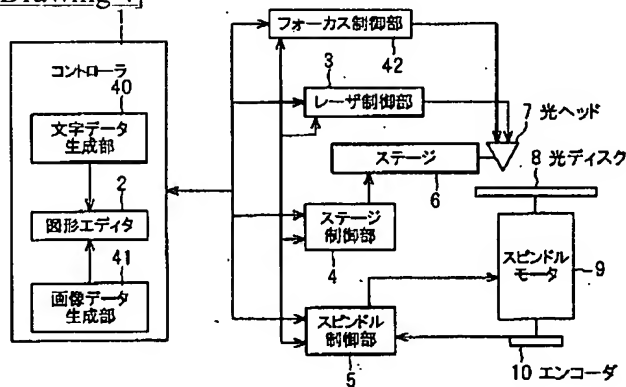 コントローラ
40
文字データ
生成部
2
図形エディタ
41
画像データ
生成部
フォーカス制御部
42
3
レーザ制御部
7 光ヘッド
ステージ
6
8 光ディスク
ステージ
制御部
4
スピンドル
モータ
9
スピンドル
制御部
5
10 エンコーダ